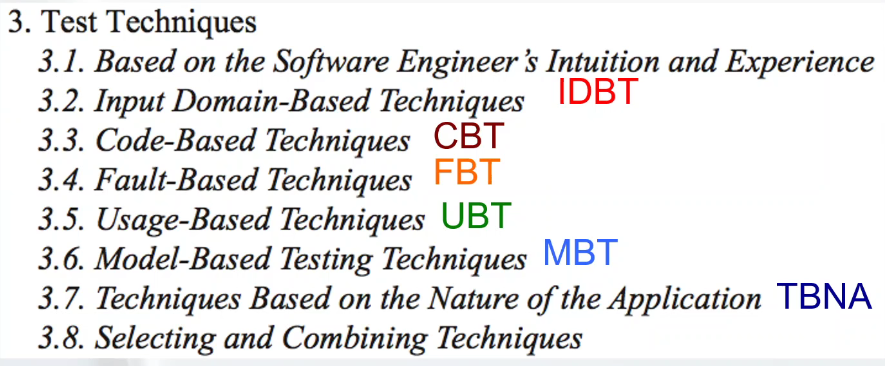 3. Test Techniques
3.1. Based on the Software Engineer's Intuition and Experience
3.2. Input Domain-Based Techniques IDBT
3.3. Code-Based Techniques CBT
3.4. Fault-Based Techniques FBT
3.5. Usage-Based Techniques UBT
3.6. Model-Based Testing Techniques MBT
3.7. Techniques Based on the Nature of the Application TBNA
3.8. Selecting and Combining Techniques